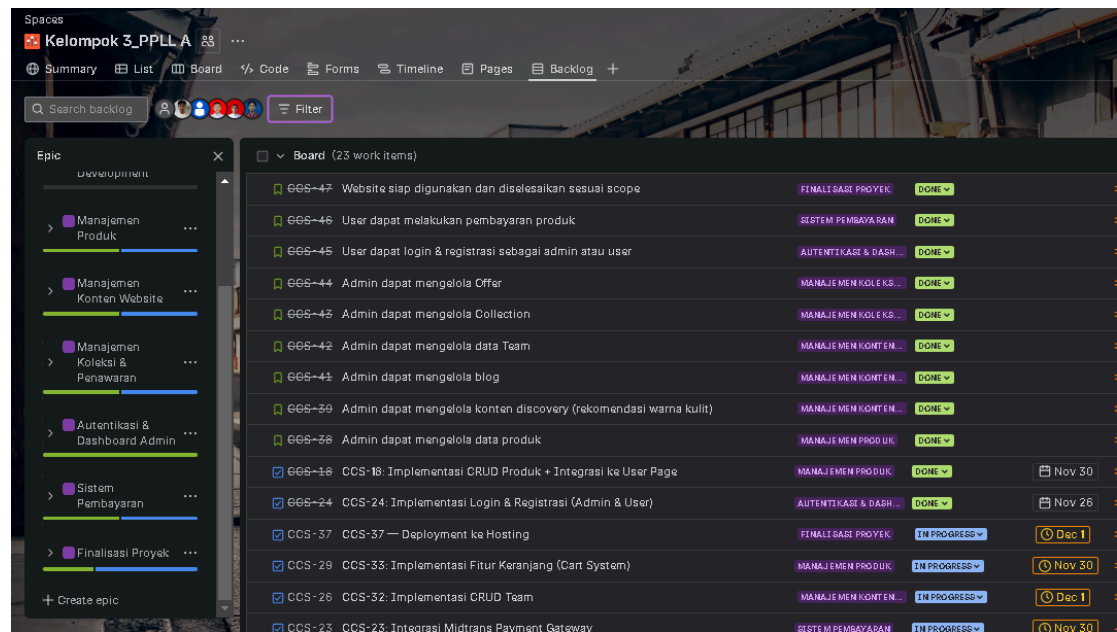 Spaces
Kelompok 3_PPLL A
Summary List Board Code Forms Timeline Pages Backlog
Search backlog Filter
Epic
Development
Manajemen
Produk
Manajemen
Konten Website
Manajemen
Koleksi &
Penawaran
Autentikasi &
Dashboard Admin
Sistem
Pembayaran
Finalisasi Proyek
+ Create epic
Board (23 work items)
CCS-47 Website siap digunakan dan diselesaikan sesuai scope FINALISASI PROYEK DONE
CCS-46 User dapat melakukan pembayaran produk SISTEM PEMBAYARAN DONE
CCS-45 User dapat login & registrasi sebagai admin atau user AUTENTIKASI & DASH... DONE
CCS-44 Admin dapat mengelola Offer MANAJEMEN KOLEKS... DONE
CCS-43 Admin dapat mengelola Collection MANAJEMEN KOLEKS... DONE
CCS-42 Admin dapat mengelola data Team MANAJEMEN KONTEN... DONE
CCS-41 Admin dapat mengelola blog MANAJEMEN KONTEN... DONE
CCS-39 Admin dapat mengelola konten discovery (rekomendasi warna kulit) MANAJEMEN KONTEN... DONE
CCS-38 Admin dapat mengelola data produk MANAJEMEN PRODUK DONE
CCS-18 CCS-18: Implementasi CRUD Produk + Integrasi ke User Page MANAJEMEN PRODUK DONE Nov 30
CCS-24 CCS-24: Implementasi Login & Registrasi (Admin & User) AUTENTIKASI & DASH... DONE Nov 26
CCS-37 CCS-37 — Deployment ke Hosting FINALISASI PROYEK IN PROGRESS Dec 1
CCS-29 CCS-33: Implementasi Fitur Keranjang (Cart System) MANAJEMEN PRODUK IN PROGRESS Nov 30
CCS-26 CCS-32: Implementasi CRUD Team MANAJEMEN KONTEN... IN PROGRESS Dec 1
CCS-23 CCS-23: Integrasi Midtrans Payment Gateway SISTEM PEMBAYARAN IN PROGRESS Nov 30